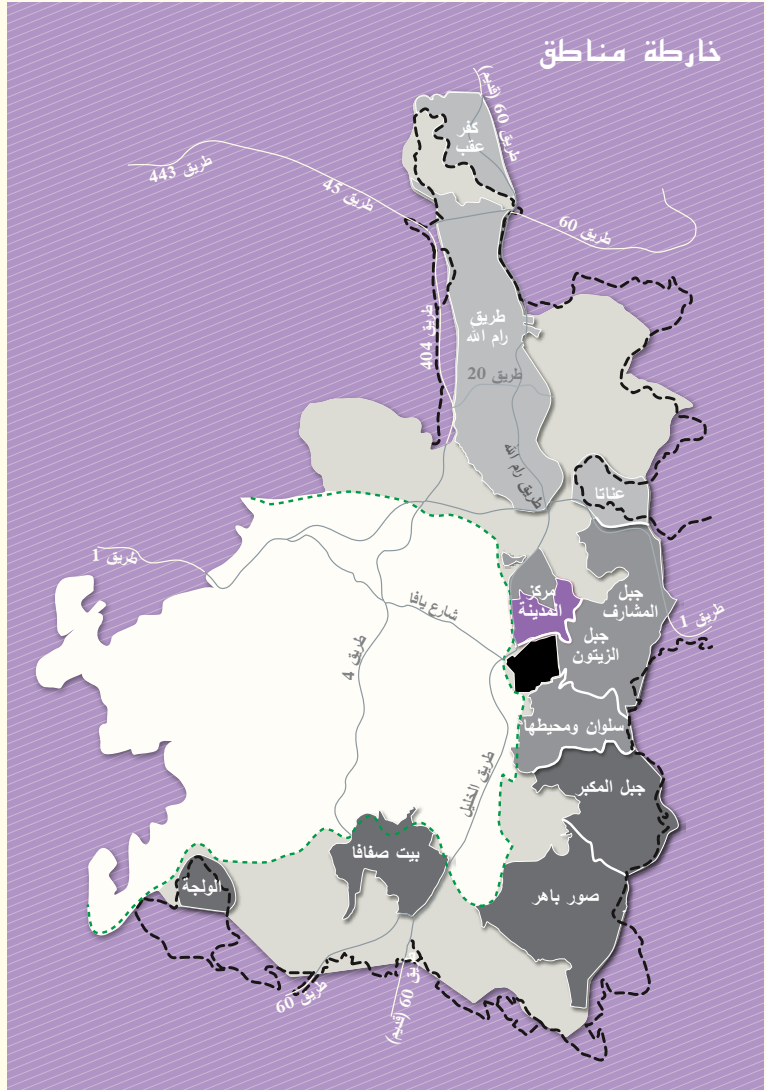 خارطة مناطق
طريق 60 (قديم)
كفر
عقب
طريق 443
طريق 45
طريق 60
طريق 404
طريق
رام الله
طريق 20
طريق رام الله
عناتا
طريق 1
مركز
المدينة
جبل
المشارف
شارع يافا
طريق 1
جبل
الزيتون
طريق 4
سلوان ومحيطها
طريق الخليل
جبل المكبر
بيت صفافا
الولجة
صور باهر
طريق 60
طريق 60 (قديم)